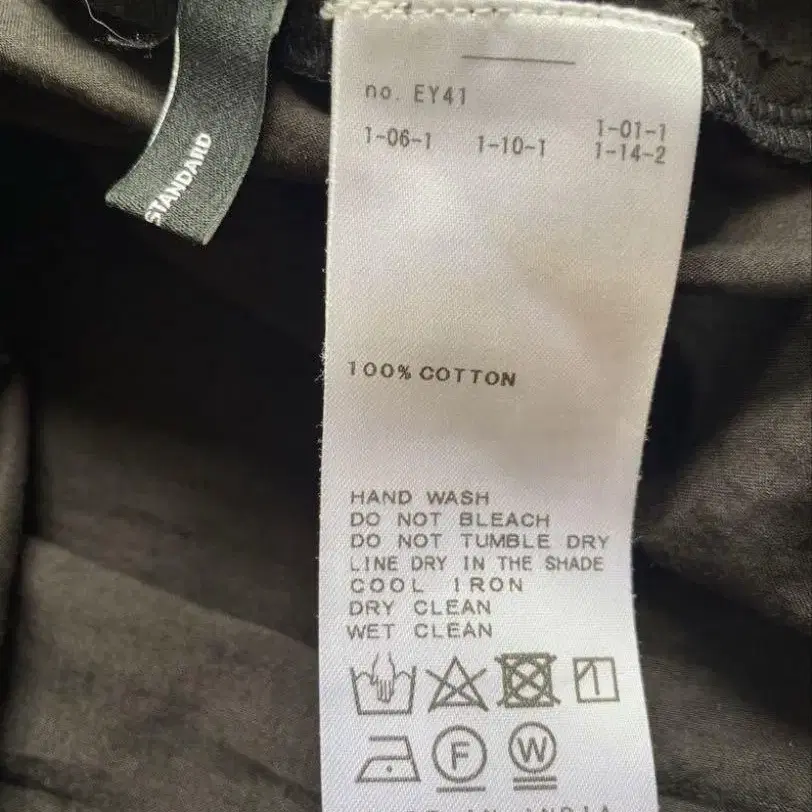 STANDARD
no. EY41
1-06-1 1-10-1 1-01-1
1-14-2
100% COTTON
HAND WASH
DO NOT BLEACH
DO NOT TUMBLE DRY
LINE DRY IN THE SHADE
COOL IRON
DRY CLEAN
WET CLEAN
F W